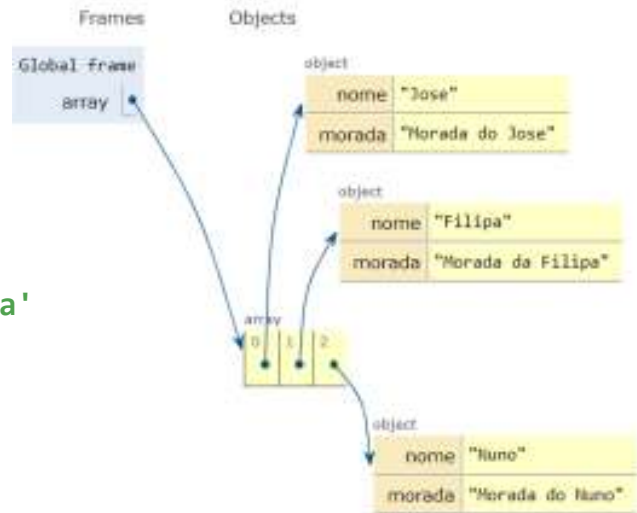 Frames Objects
Global frame
array
object
nome "Jose"
morada "Morada do Jose"
object
nome "Filipa"
morada "Morada da Filipa"
a'
array
0 1 2
object
nome "Nuno"
morada "Morada do Nuno"